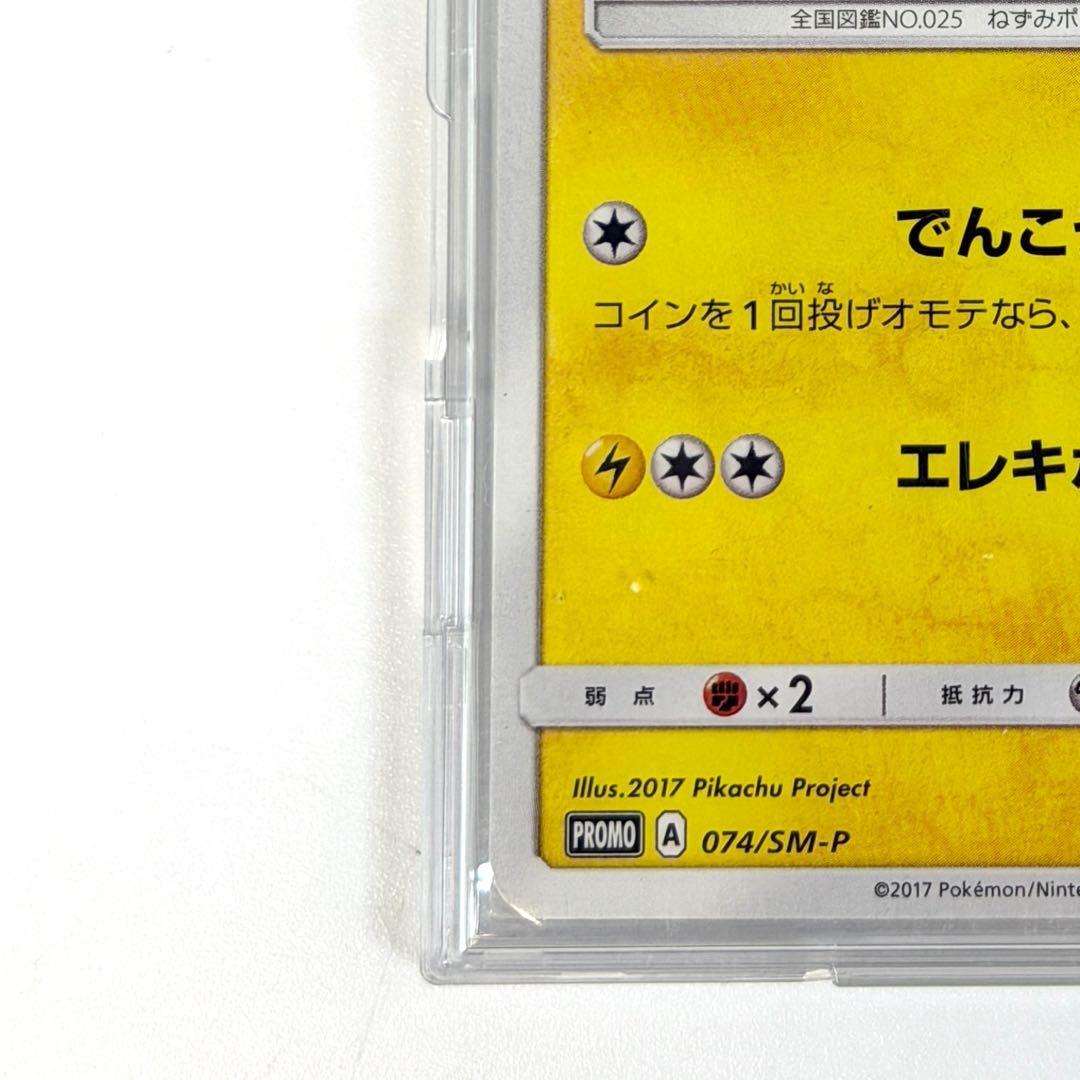 全国図鑑NO.025 ねずみポ
でんこ
かい な
コインを1回投げオモテなら、
エレキ
弱点 ×2 抵抗力
Illus.2017 Pikachu Project
PROMO A 074/SM-P
©2017 Pokémon/Ninte